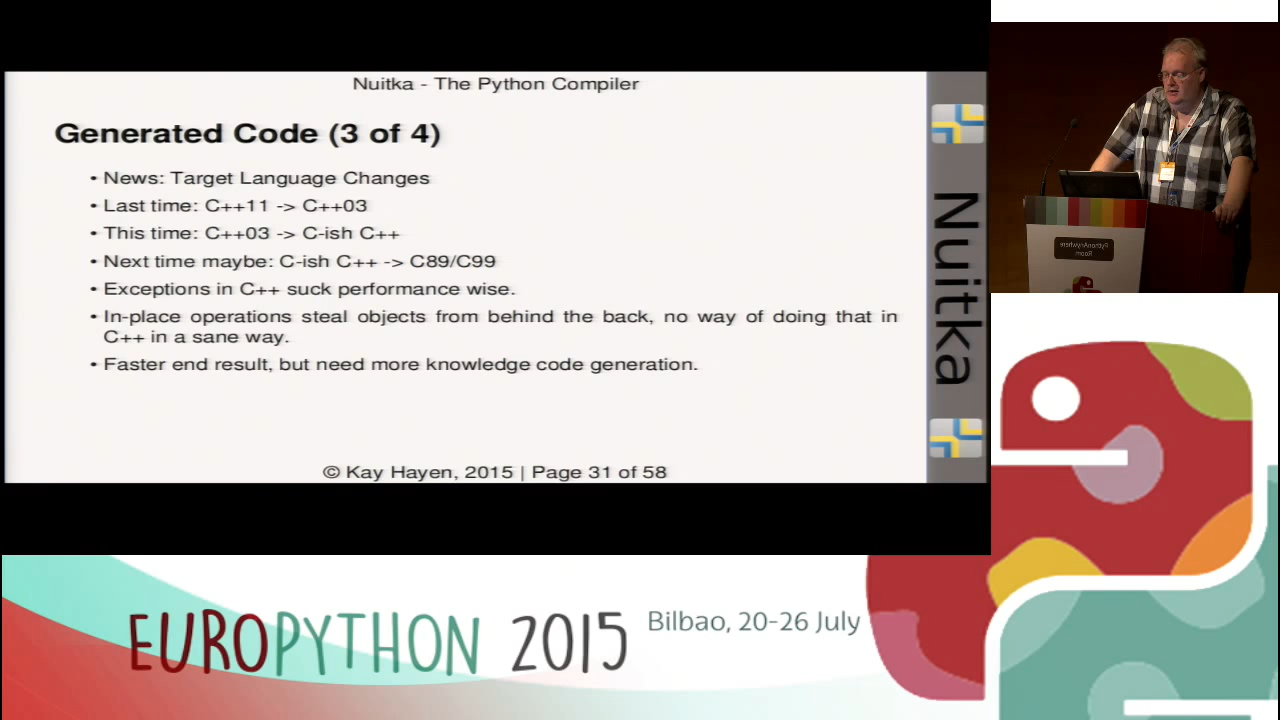 Nuitka - The Python Compiler
Generated Code (3 of 4)
• News: Target Language Changes
• Last time: C++11 -> C++03
• This time: C++03 -> C-ish C++
• Next time maybe: C-ish C++ -> C89/C99
• Exceptions in C++ suck performance wise.
• In-place operations steal objects from behind the back, no way of doing that in
C++ in a sane way.
• Faster end result, but need more knowledge code generation.
© Kay Hayen, 2015 | Page 31 of 58
Nuitka
PythonAnywhere
Room
EUROPYTHON 2015
Bilbao, 20-26 July